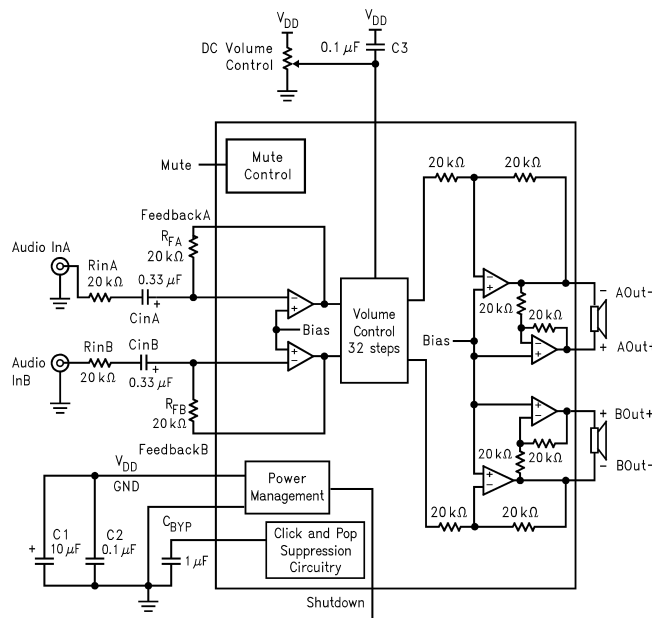 VDD
DC Volume
Control
VDD
0.1 μF
C3
Mute
Mute
Control
20 kΩ
20 kΩ
FeedbackA
RFA
20 kΩ
Audio InA
RinA
20 kΩ
0.33 μF
+
CinA
−
+
Bias
Volume
Control
32 steps
−
+
20 kΩ
20 kΩ
−
+
− AOut-
+ AOut-
Bias
Audio
InB
RinB
20 kΩ
CinB
+
0.33 μF
+
−
RFB
20 kΩ
FeedbackB
+
−
20 kΩ
20 kΩ
+
−
+ BOut+
− BOut-
20 kΩ
20 kΩ
VDD
GND
Power
Management
+
C1
10 μF
C2
0.1 μF
CBYP
1 μF
Click and Pop
Suppression
Circuitry
Shutdown